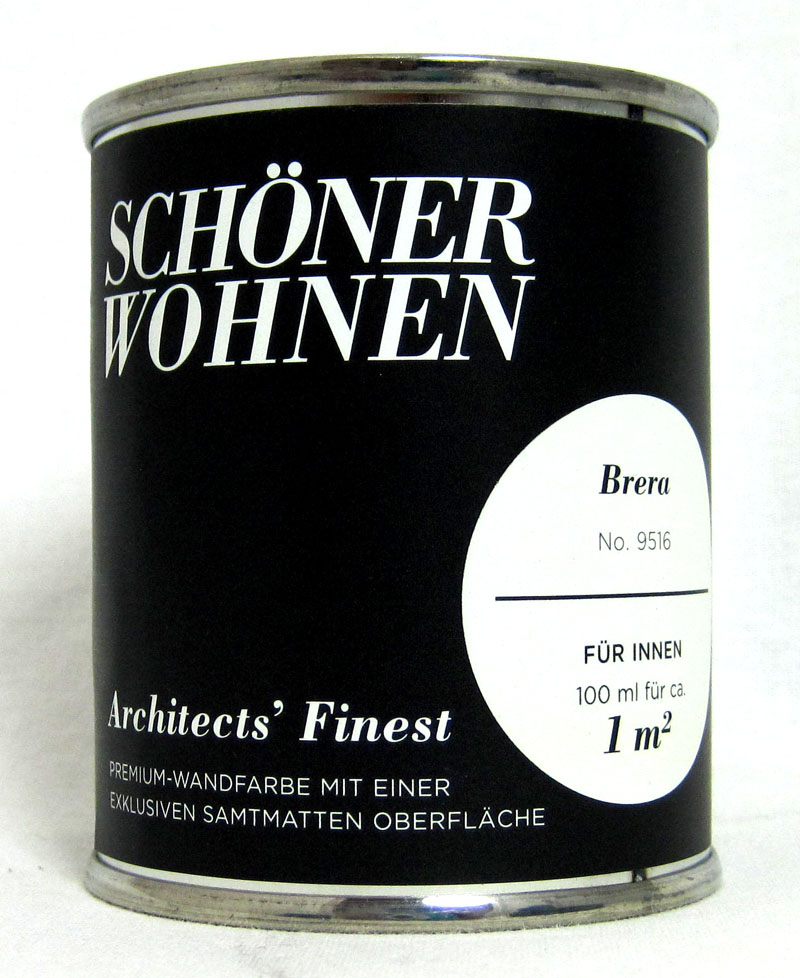 SCHÖNER
WOHNEN
Brera
No. 9516
FÜR INNEN
100 ml für ca.
1 m²
Architects’ Finest
PREMIUM-WANDFARBE MIT EINER
EXKLUSIVEN SAMTMATTEN OBERFLÄCHE